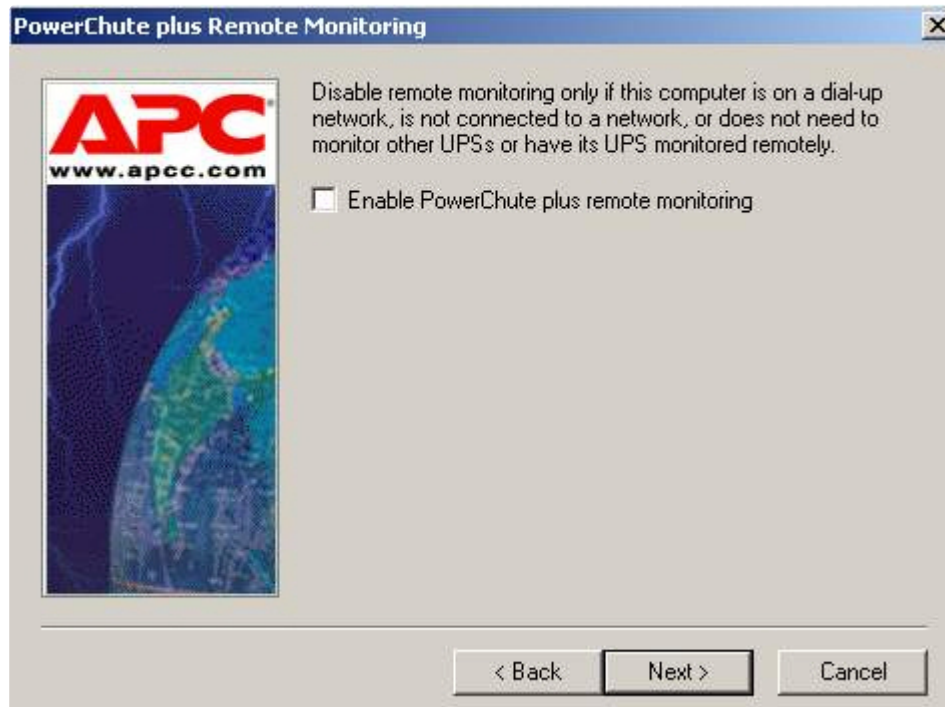 PowerChute plus Remote Monitoring
APC
www.apcc.com
Disable remote monitoring only if this computer is on a dial-up
network, is not connected to a network, or does not need to
monitor other UPSs or have its UPS monitored remotely.
Enable PowerChute plus remote monitoring
< Back
Next >
Cancel